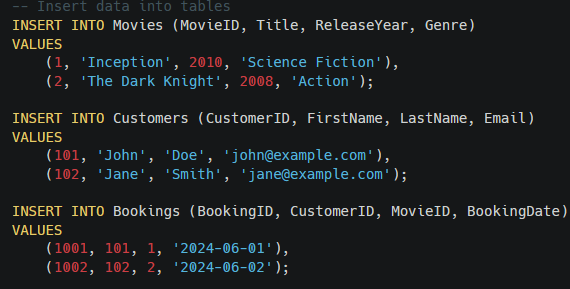 -- Insert data into tables
INSERT INTO Movies (MovieID, Title, ReleaseYear, Genre)
VALUES
    (1, 'Inception', 2010, 'Science Fiction'),
    (2, 'The Dark Knight', 2008, 'Action');

INSERT INTO Customers (CustomerID, FirstName, LastName, Email)
VALUES
    (101, 'John', 'Doe', 'john@example.com'),
    (102, 'Jane', 'Smith', 'jane@example.com');

INSERT INTO Bookings (BookingID, CustomerID, MovieID, BookingDate)
VALUES
    (1001, 101, 1, '2024-06-01'),
    (1002, 102, 2, '2024-06-02');